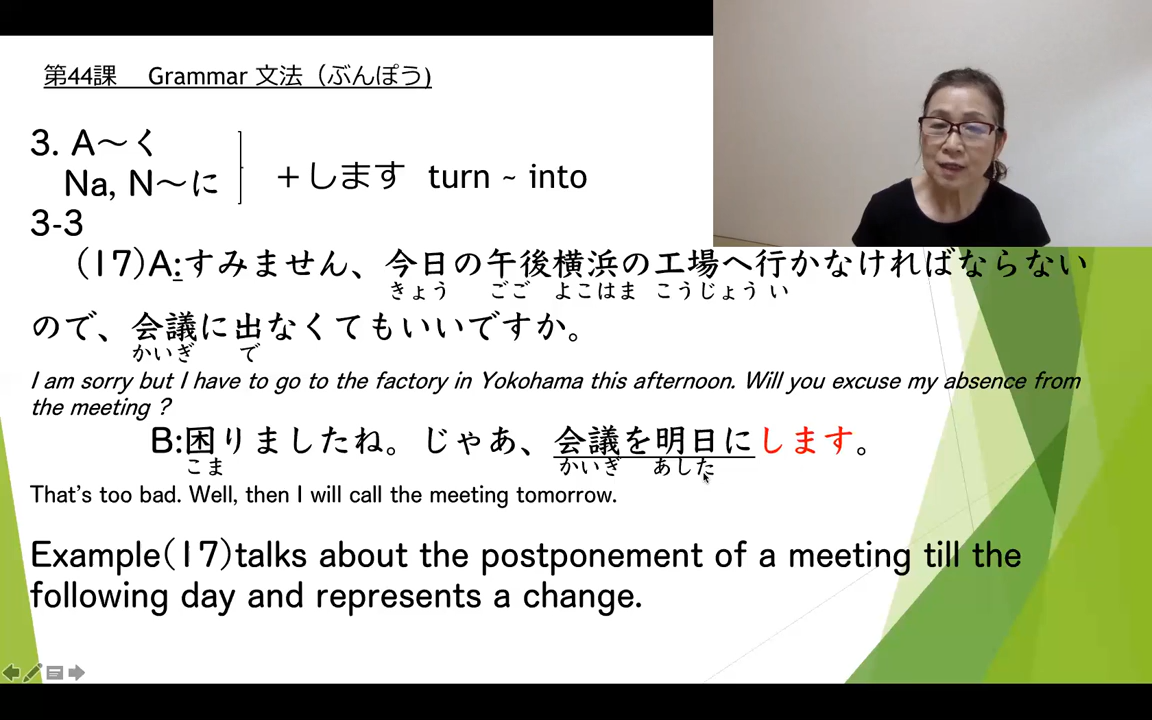 第44課　Grammar 文法（ぶんぽう)
3. A～く
Na, N～に
＋します turn ~ into
3-3
(17)A:すみません、今日の午後横浜の工場へ行かなければならない
きょう ごご よこはま こうじょう い
ので、会議に出なくてもいいですか。
かいぎ で
I am sorry but I have to go to the factory in Yokohama this afternoon. Will you excuse my absence from
the meeting ?
B:困りましたね。じゃあ、会議を明日にします。
こま かいぎ あした
That's too bad. Well, then I will call the meeting tomorrow.
Example(17)talks about the postponement of a meeting till the
following day and represents a change.